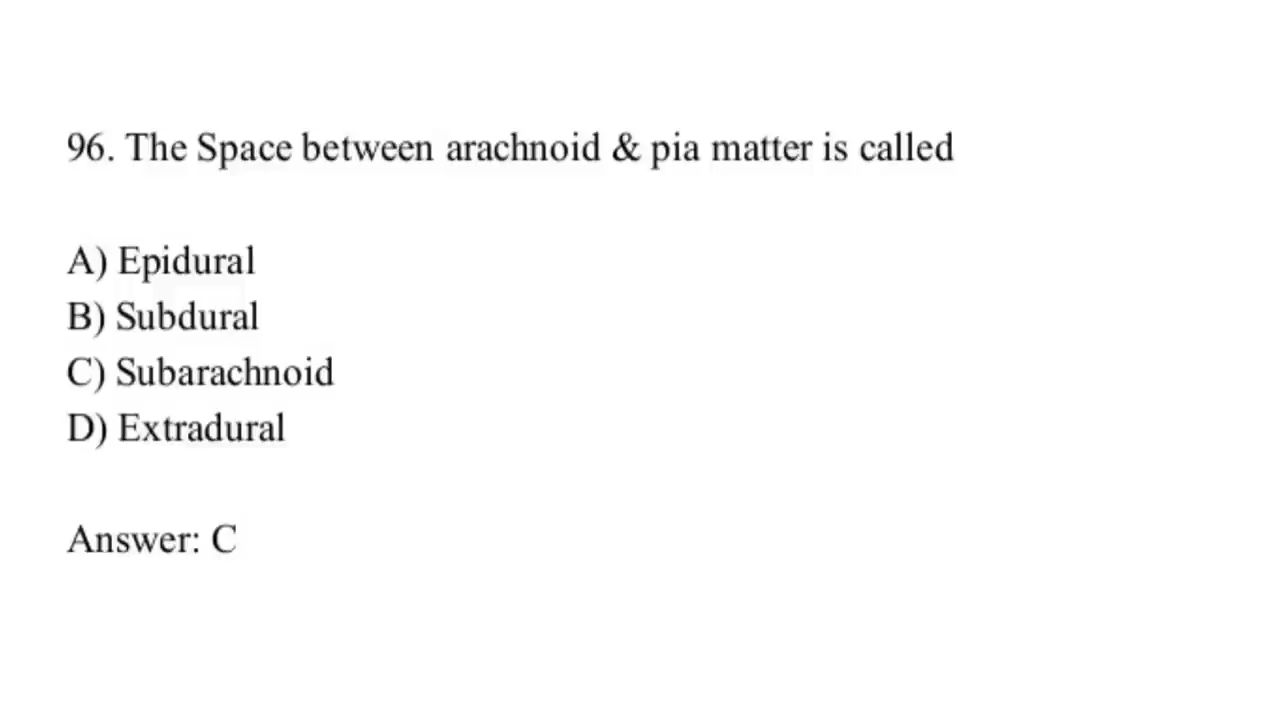 96. The Space between arachnoid & pia matter is called
A) Epidural
B) Subdural
C) Subarachnoid
D) Extradural
Answer: C